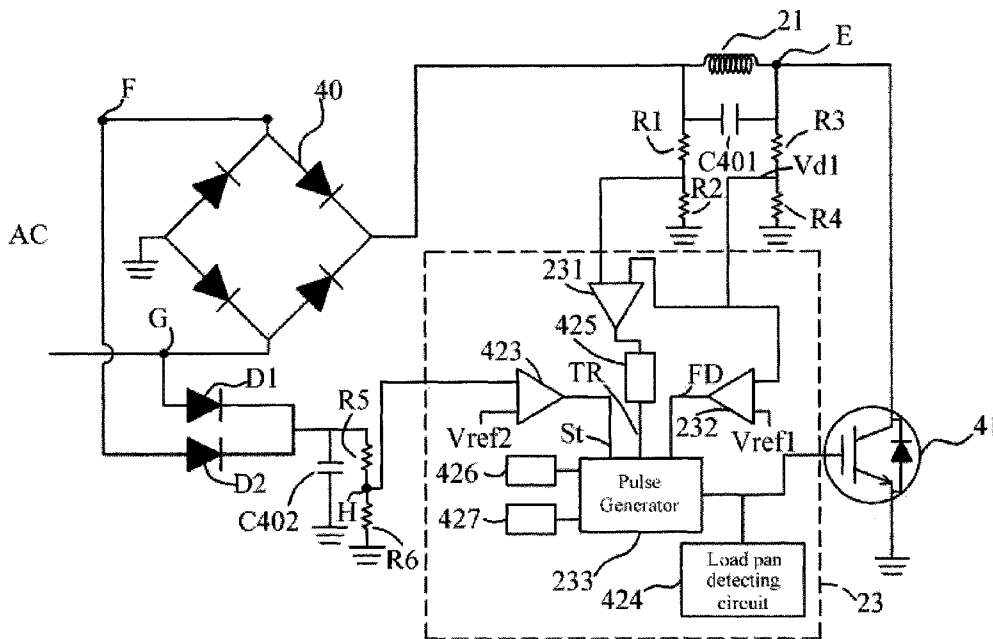 21
E
F
40
R1
C401
R3
Vd1
R2
R4
AC
231
G
425
423
D1
TR
FD
R5
Vref2
232
Vref1
St
41
426
D2
Pulse
Generator
H
C402
427
R6
233
424
Load pan
detecting
circuit
23